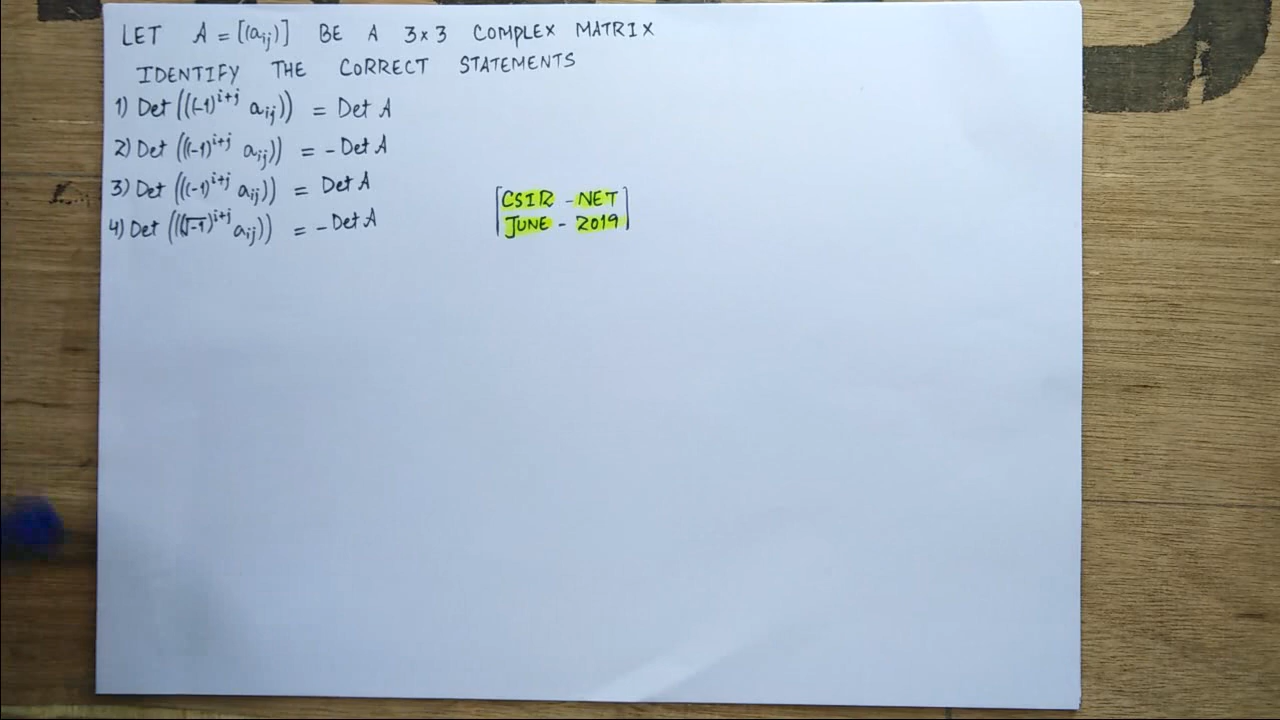 LET A = [(aᵢⱼ)] BE A 3×3 COMPLEX MATRIX
IDENTIFY THE CORRECT STATEMENTS
1) Det (((-1)^{i+j} aᵢⱼ)) = Det A
2) Det (((-1)^{i+j} aᵢⱼ)) = - Det A
3) Det (((-1)^{i+j} aᵢⱼ)) = Det A
4) Det (((√-1)^{i+j} aᵢⱼ)) = - Det A
[CSIR - NET
JUNE - 2019]